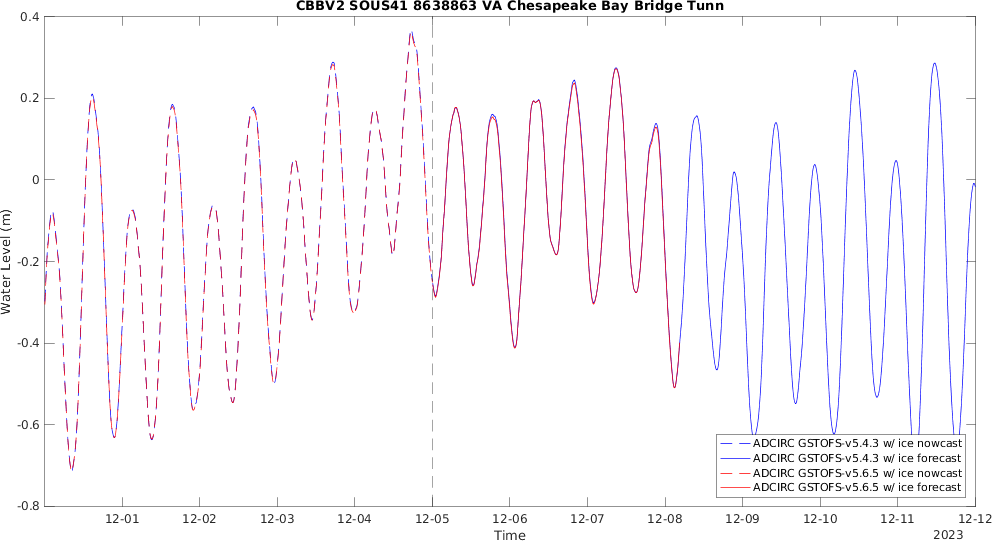 CBBV2 SOUS41 8638863 VA Chesapeake Bay Bridge Tunn
0.4
0.2
0
-0.2
-0.4
-0.6
-0.8
Water Level (m)
ADCIRC GSTOFS-v5.4.3 w/ ice nowcast
ADCIRC GSTOFS-v5.4.3 w/ ice forecast
ADCIRC GSTOFS-v5.6.5 w/ ice nowcast
ADCIRC GSTOFS-v5.6.5 w/ ice forecast
12-01 12-02 12-03 12-04 12-05 12-06 12-07 12-08 12-09 12-10 12-11 12-12
Time
2023